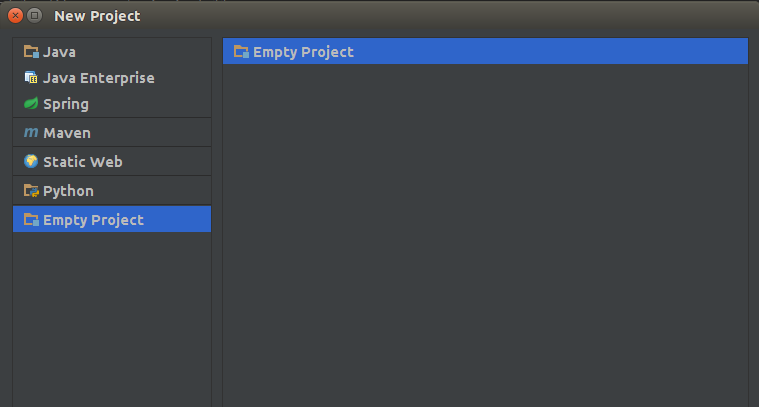 New Project
Java
Java Enterprise
Spring
Maven
Static Web
Python
Empty Project
Empty Project